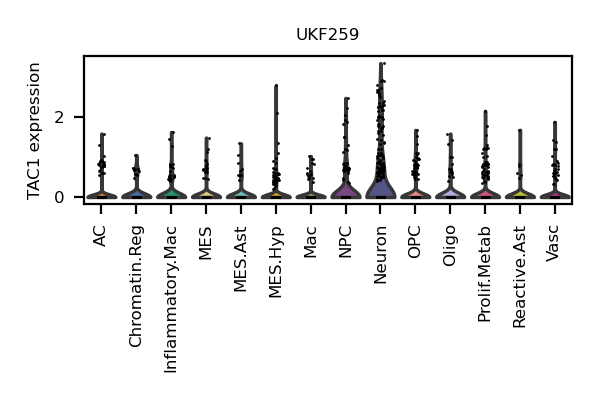 UKF259
TAC1 expression
2
0
AC
Chromatin.Reg
Inflammatory.Mac
MES
MES.Ast
MES.Hyp
Mac
NPC
Neuron
OPC
Oligo
Prolif.Metab
Reactive.Ast
Vasc